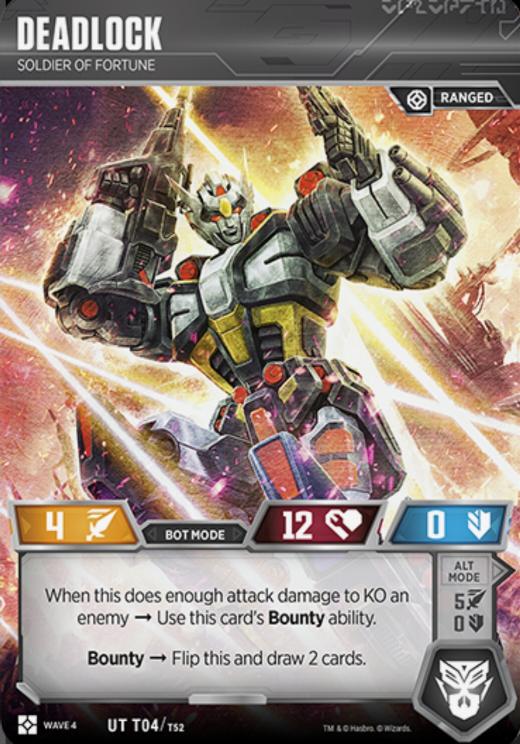 DEADLOCK
SOLDIER OF FORTUNE
RANGED
4
BOT MODE
12
0
ALT
MODE
5
0
When this does enough attack damage to KO an
enemy → Use this card's Bounty ability.
Bounty → Flip this and draw 2 cards.
WAVE 4
UT T04/T52
TM & © Hasbro. © Wizards.